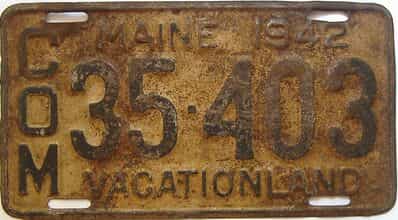 COM
MAINE 1942
35·403
VACATIONLAND